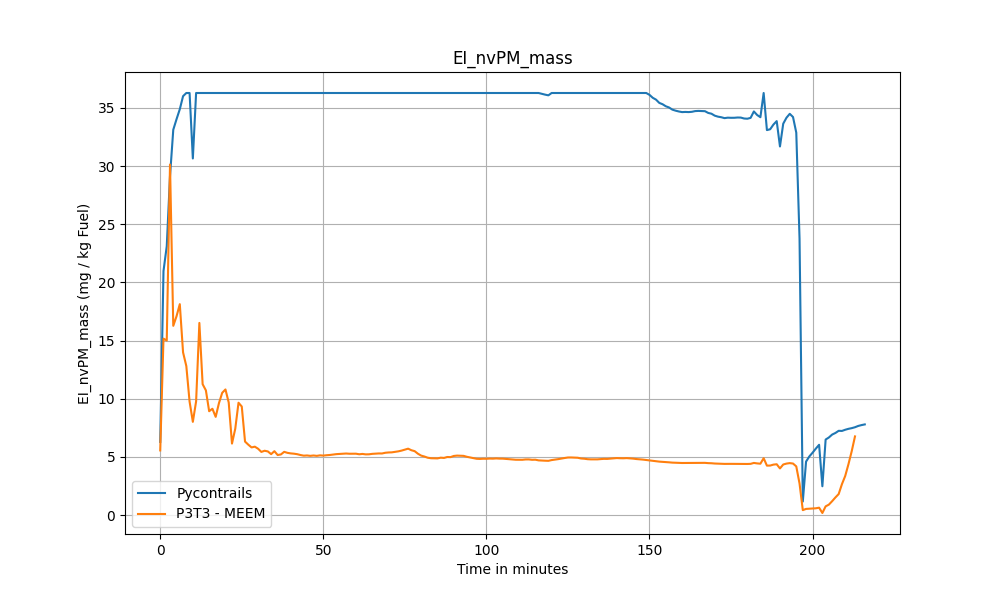 EI_nvPM_mass
EI_nvPM_mass (mg / kg Fuel)
35
30
25
20
15
10
5
0
Pycontrails
P3T3 - MEEM
0 50 100 150 200
Time in minutes